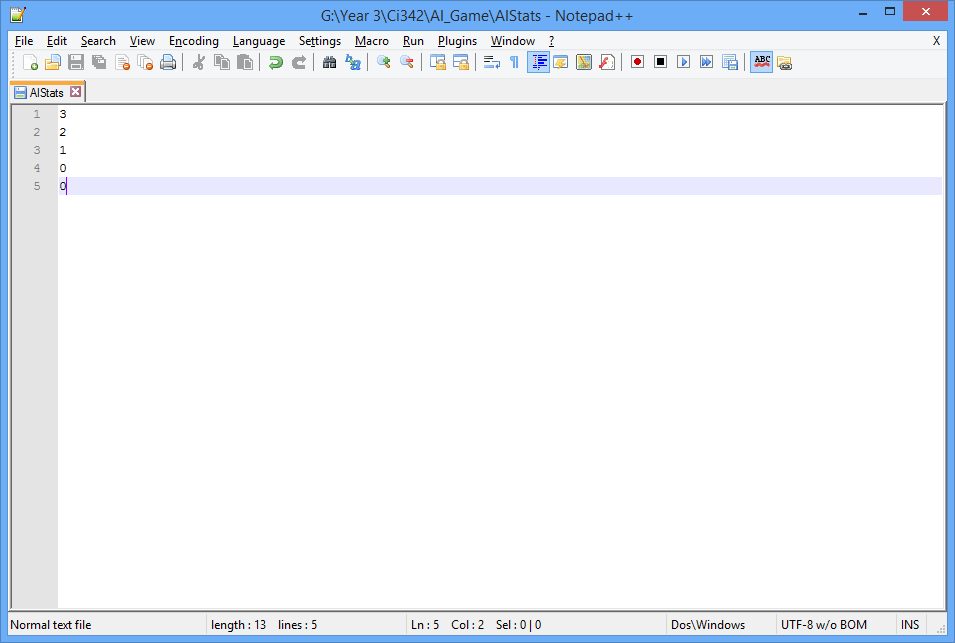 G:\Year 3\Ci342\AI_Game\AIStats - Notepad++
File Edit Search View Encoding Language Settings Macro Run Plugins Window ? X
ABC
AIStats
1 3
2 2
3 1
4 0
5 0
Normal text file length : 13 lines : 5 Ln : 5 Col : 2 Sel : 0 | 0 Dos\Windows UTF-8 w/o BOM INS